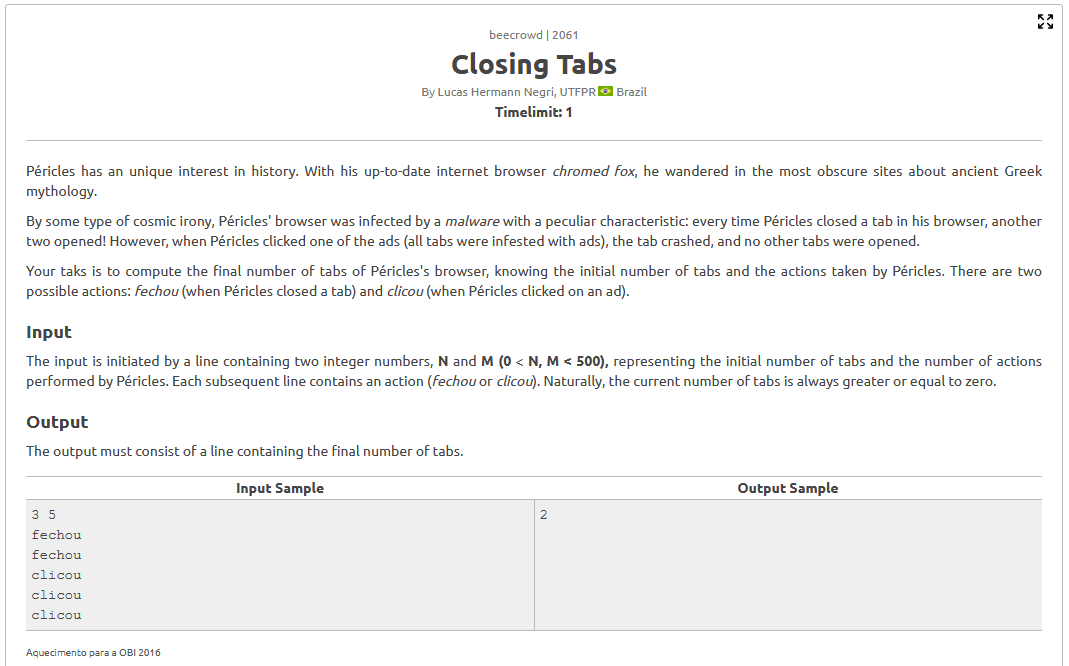 beecrowd | 2061
Closing Tabs
By Lucas Hermann Negri, UTFPR Brazil
Timelimit: 1
Péricles has an unique interest in history. With his up-to-date internet browser chromed fox, he wandered in the most obscure sites about ancient Greek
mythology.
By some type of cosmic irony, Péricles' browser was infected by a malware with a peculiar characteristic: every time Péricles closed a tab in his browser, another
two opened! However, when Péricles clicked one of the ads (all tabs were infested with ads), the tab crashed, and no other tabs were opened.
Your taks is to compute the final number of tabs of Péricles's browser, knowing the initial number of tabs and the actions taken by Péricles. There are two
possible actions: fechou (when Péricles closed a tab) and clicou (when Péricles clicked on an ad).
Input
The input is initiated by a line containing two integer numbers, N and M (0 < N, M < 500), representing the initial number of tabs and the number of actions
performed by Péricles. Each subsequent line contains an action (fechou or clicou). Naturally, the current number of tabs is always greater or equal to zero.
Output
The output must consist of a line containing the final number of tabs.
Input Sample Output Sample
3 5 2
fechou
fechou
clicou
clicou
clicou
Aquecimento para a OBI 2016